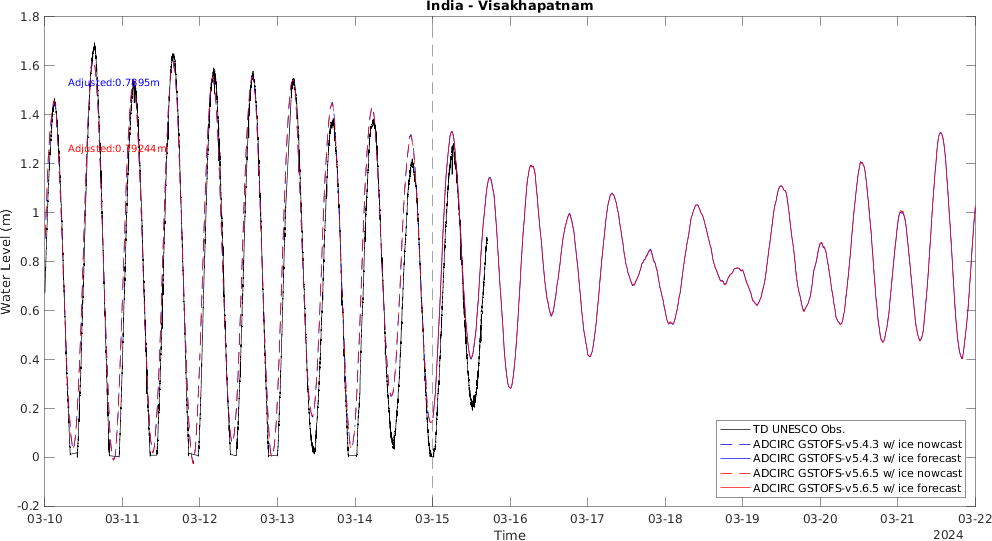 India - Visakhapatnam
1.8
1.6
1.4
1.2
1
0.8
0.6
0.4
0.2
0
-0.2
Water Level (m)
Adjusted:0.7895m
Adjusted:0.79244m
TD UNESCO Obs.
ADCIRC GSTOFS-v5.4.3 w/ ice nowcast
ADCIRC GSTOFS-v5.4.3 w/ ice forecast
ADCIRC GSTOFS-v5.6.5 w/ ice nowcast
ADCIRC GSTOFS-v5.6.5 w/ ice forecast
03-10 03-11 03-12 03-13 03-14 03-15 03-16 03-17 03-18 03-19 03-20 03-21 03-22
Time
2024